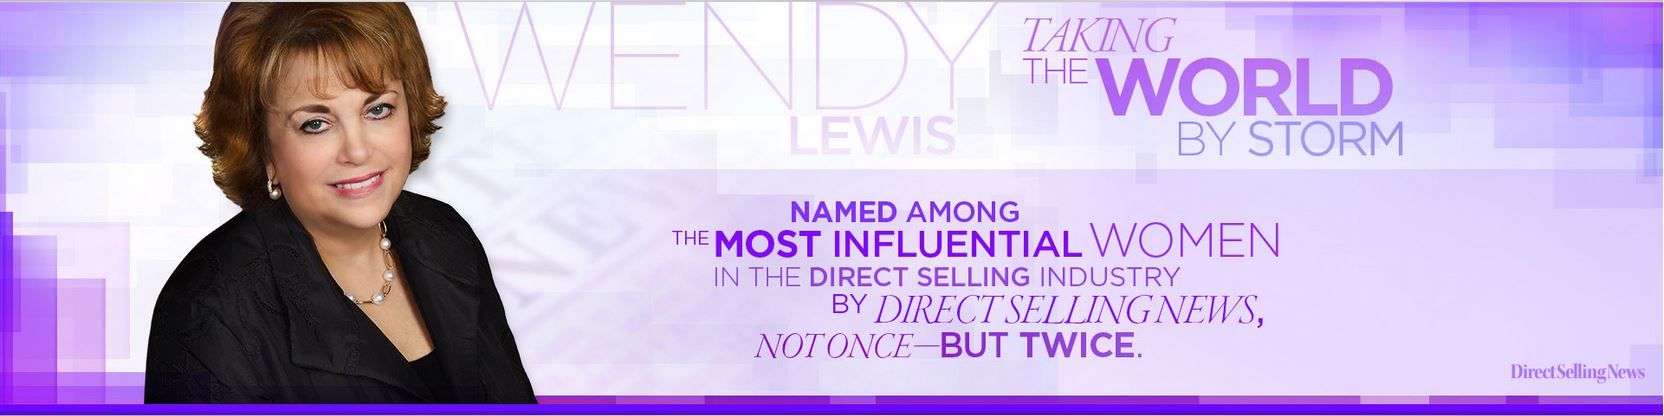 WENDY
LEWIS
TAKING
THE WORLD
BY STORM
NAMED AMONG
THE MOST INFLUENTIAL WOMEN
IN THE DIRECT SELLING INDUSTRY
BY DIRECT SELLING NEWS,
NOT ONCE—BUT TWICE.
DirectSellingNews